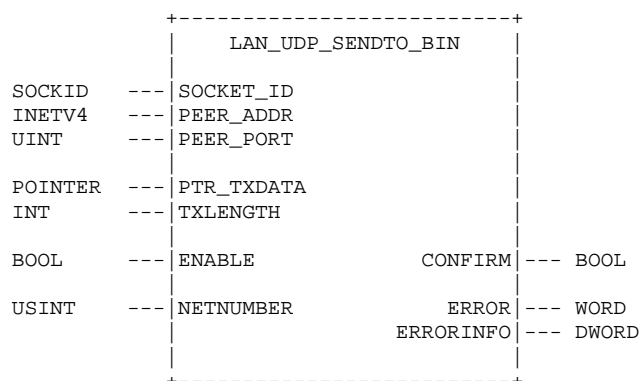 LAN_UDP_SENDTO_BIN
SOCKID ---|SOCKET_ID
INETV4 ---|PEER_ADDR
UINT ---|PEER_PORT
POINTER ---|PTR_TXDATA
INT ---|TXLENGTH
BOOL ---|ENABLE CONFIRM|--- BOOL
USINT ---|NETNUMBER ERROR|--- WORD
ERRORINFO|--- DWORD